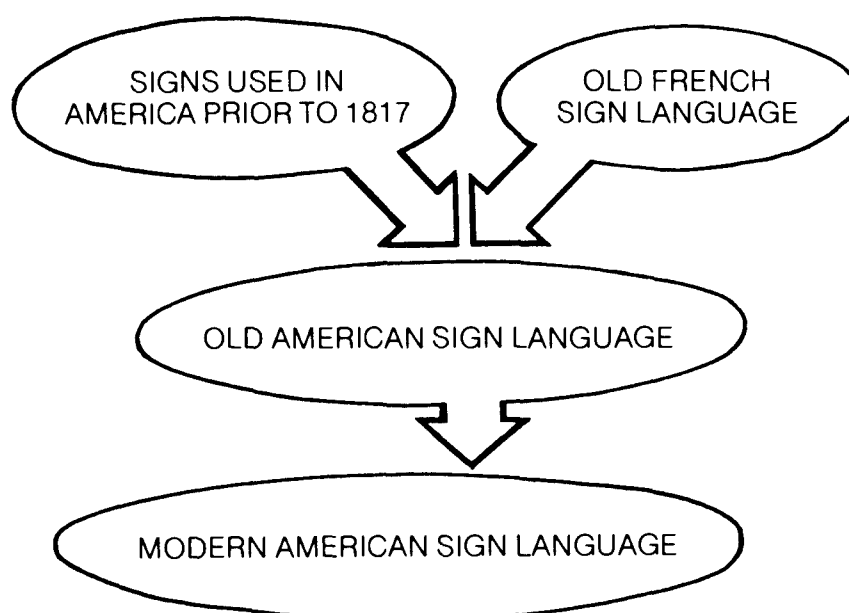 SIGNS USED IN
AMERICA PRIOR TO 1817
OLD FRENCH
SIGN LANGUAGE
OLD AMERICAN SIGN LANGUAGE
MODERN AMERICAN SIGN LANGUAGE